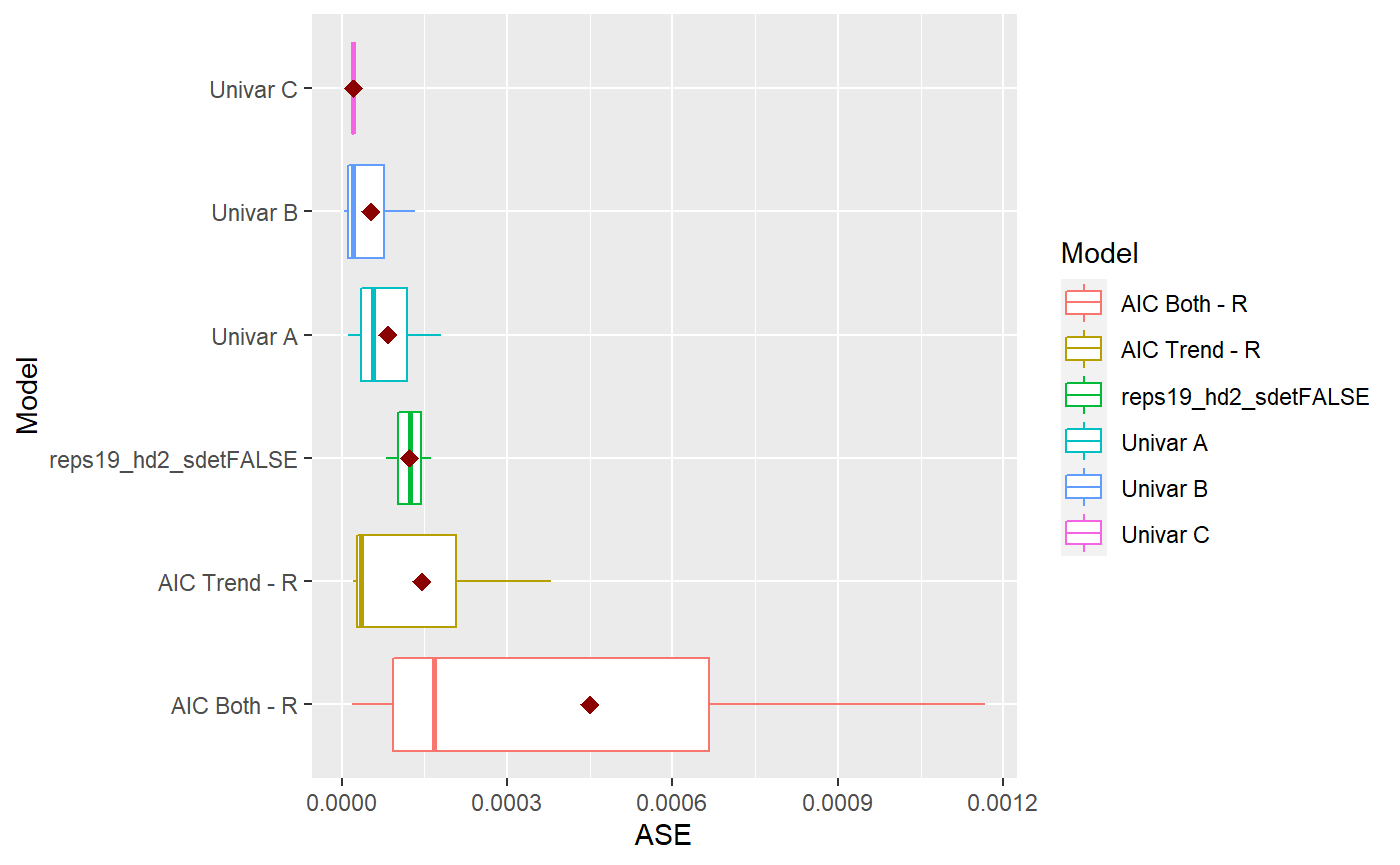 Model
Univar C
Univar B
Univar A
reps19_hd2_sdetFALSE
AIC Trend - R
AIC Both - R
0.0000 0.0003 0.0006 0.0009 0.0012
ASE
Model
AIC Both - R
AIC Trend - R
reps19_hd2_sdetFALSE
Univar A
Univar B
Univar C